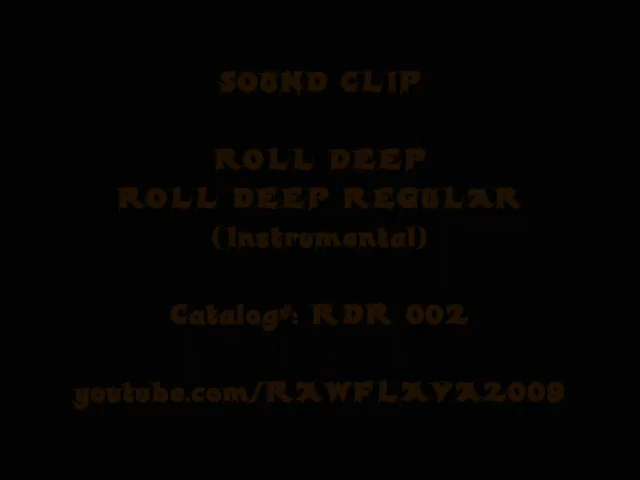 SOUND CLIP
ROLL DEEP
ROLL DEEP REGULAR
(Instrumental)
Catalog#: RDR 002
youtube.com/RAWFLAVA2009